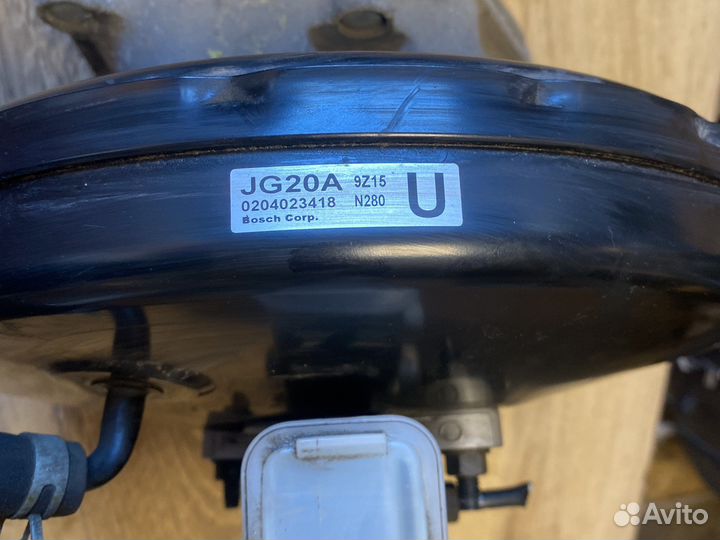 JG20A 9Z15
0204023418 N280 U
Bosch Corp.
Avito